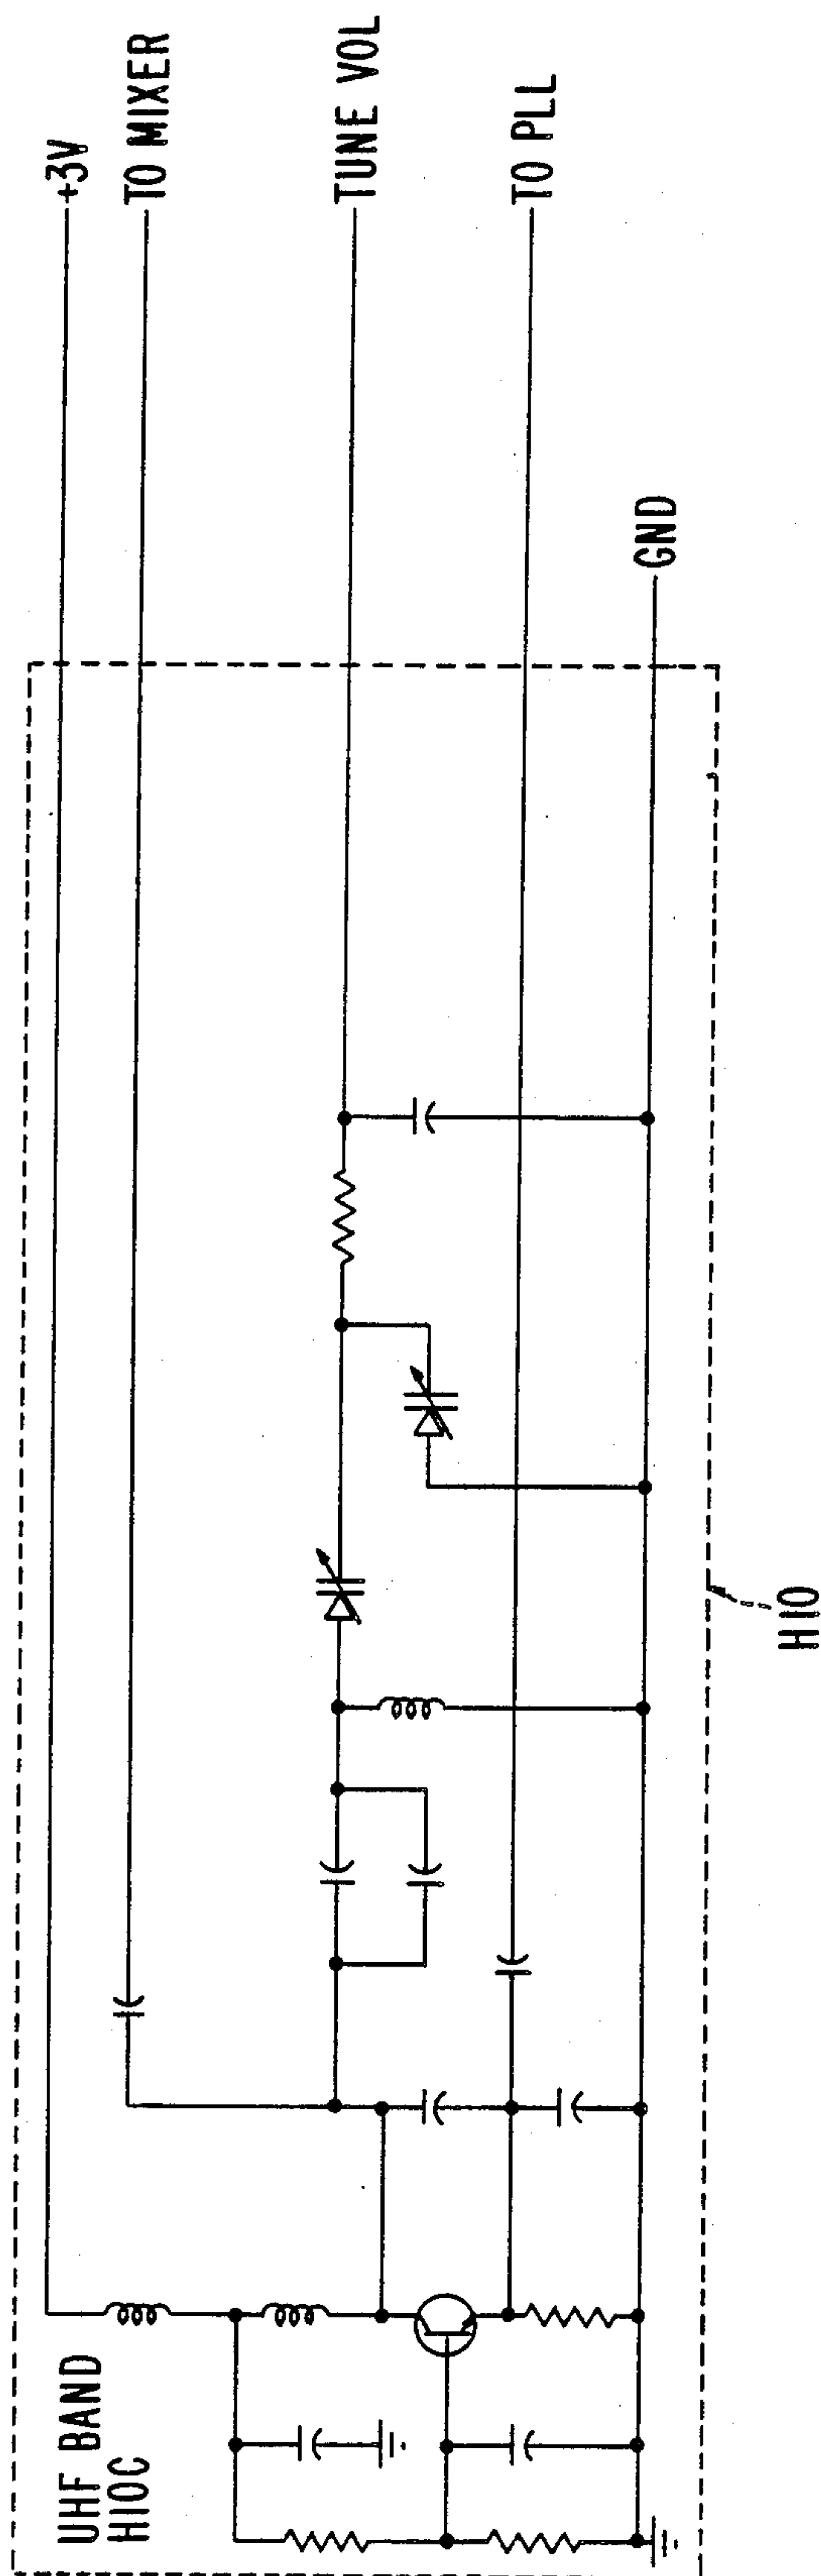 +3V
TO MIXER
TUNE VOL
TO PLL
GND
UHF BAND
H10C
H10